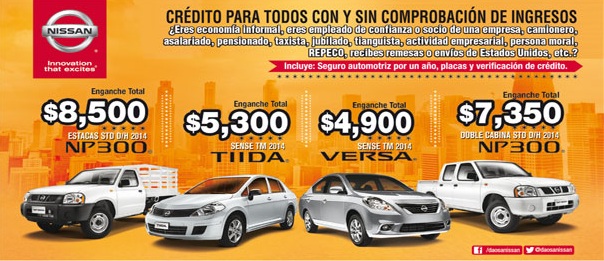 NISSAN
Innovation
that excites
CRÉDITO PARA TODOS CON Y SIN COMPROBACIÓN DE INGRESOS
¿Eres economía informal, eres empleado de confianza o socio de una empresa, camionero,
asalariado, pensionado, taxista, jubilado, tianguista, actividad empresarial, persona moral,
REPECO, recibes remesas o envíos de Estados Unidos, etc.?
Incluye: Seguro automotriz por un año, placas y verificación de crédito.
Enganche Total
$8,500
ESTACAS STD D/H 2014
NP300
Enganche Total
$5,300
SENSE TM 2014
TIIDA
Enganche Total
$4,900
SENSE TM 2014
VERSA
Enganche Total
$7,350
DOBLE CABINA STD D/H 2014
NP300
/daosanissan
@daosanissan